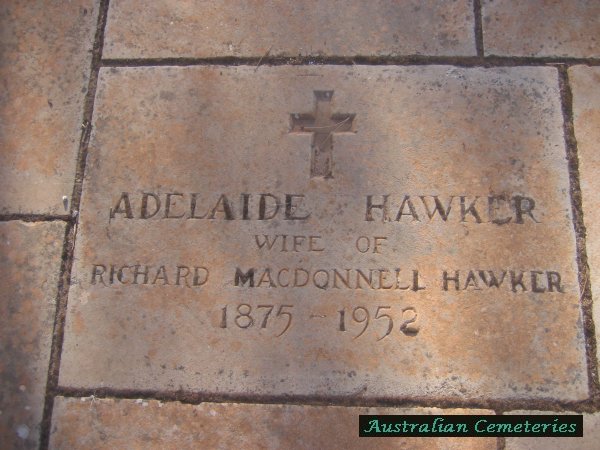 ADELAIDE HAWKER
WIFE OF
RICHARD MACDONNELL HAWKER
1875 - 1952
Australian Cemeteries